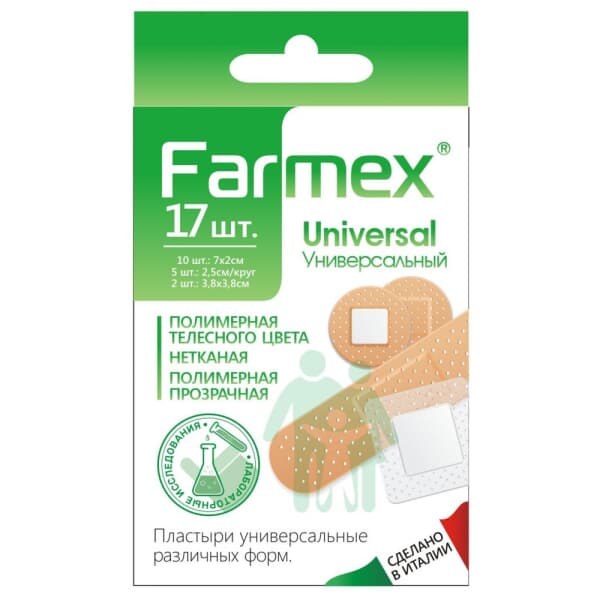 Farmex®
17 шт.
10 шт.: 7х2см
5 шт.: 2,5см/круг
2 шт.: 3,8х3,8см
Universal
Универсальный
ПОЛИМЕРНАЯ
ТЕЛЕСНОГО ЦВЕТА
НЕТКАНАЯ
ПОЛИМЕРНАЯ
ПРОЗРАЧНАЯ
ЛАБОРАТОРНЫЕ ИССЛЕДОВАНИЯ
Пластыри универсальные
различных форм.
СДЕЛАНО
В ИТАЛИИ